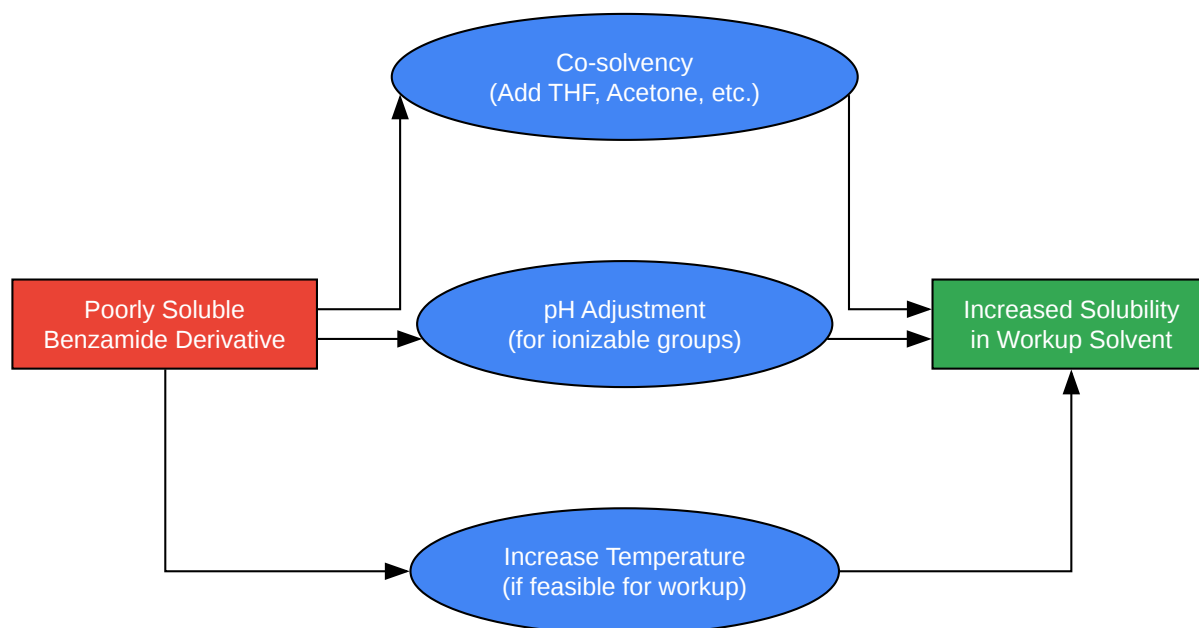 Co-solvency
(Add THF, Acetone, etc.)
Poorly Soluble
Benzamide Derivative
pH Adjustment
(for ionizable groups)
Increased Solubility
in Workup Solvent
Increase Temperature
(if feasible for workup)